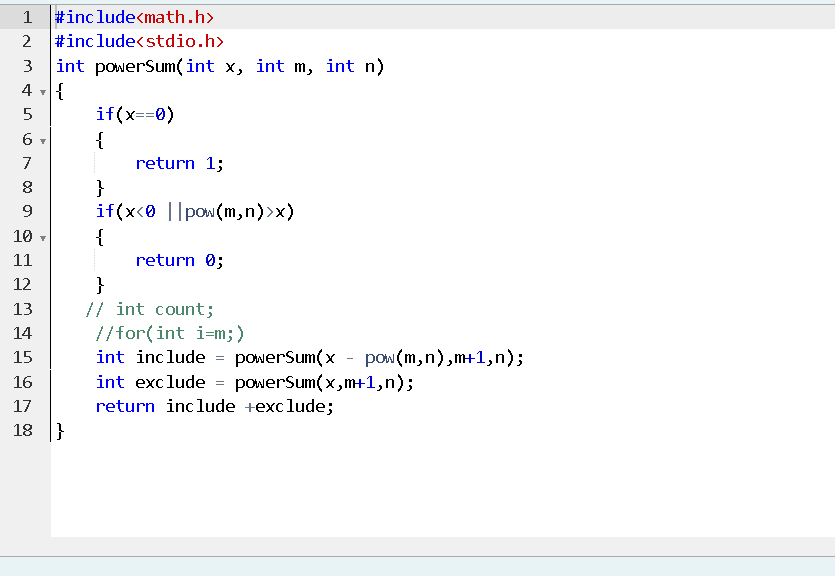 1 #include<math.h>
2 #include<stdio.h>
3 int powerSum(int x, int m, int n)
4 {
5     if(x==0)
6     {
7         return 1;
8     }
9     if(x<0 ||pow(m,n)>x)
10     {
11         return 0;
12     }
13    // int count;
14     //for(int i=m;)
15     int include = powerSum(x - pow(m,n),m+1,n);
16     int exclude = powerSum(x,m+1,n);
17     return include +exclude;
18 }